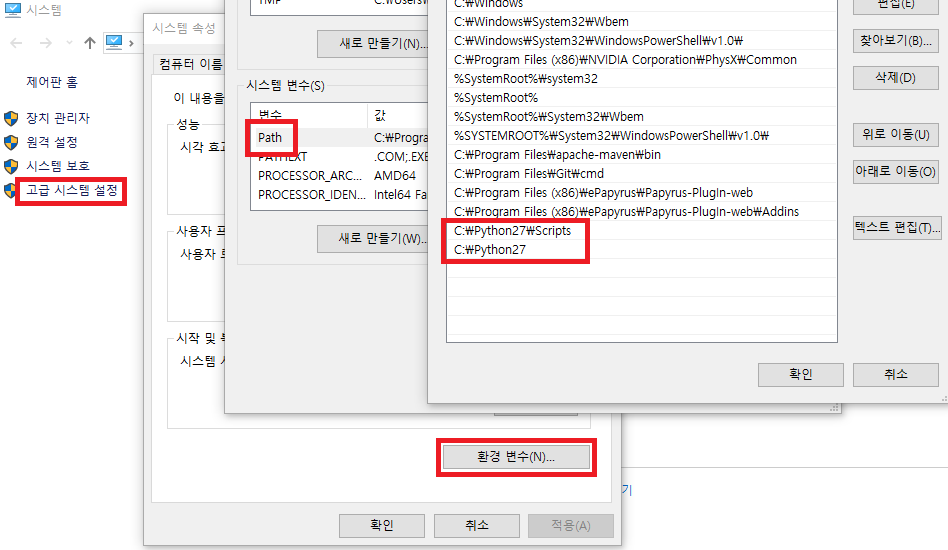 시스템
제어판 홈
장치 관리자
원격 설정
시스템 보호
고급 시스템 설정
시스템 속성
컴퓨터 이름
이 내용을
성능
시각 효과
사용자 프
사용자 로
시작 및 복
시스템 시
환경 변수(N)...
확인
취소
적용(A)
TMP
C:₩Users₩
새로 만들기(N)...
시스템 변수(S)
변수
값
Path
C:₩Progra
PATHEXT
.COM;.EXE
PROCESSOR_ARC...
AMD64
PROCESSOR_IDEN...
Intel64 Fa
새로 만들기(W)...
C:₩Windows
C:₩Windows₩System32₩Wbem
C:₩Windows₩System32₩WindowsPowerShell₩v1.0₩
C:₩Program Files (x86)₩NVIDIA Corporation₩PhysX₩Common
%SystemRoot%₩system32
%SystemRoot%
%SystemRoot%₩System32₩Wbem
%SYSTEMROOT%₩System32₩WindowsPowerShell₩v1.0₩
C:₩Program Files₩apache-maven₩bin
C:₩Program Files₩Git₩cmd
C:₩Program Files (x86)₩ePapyrus₩Papyrus-PlugIn-web
C:₩Program Files (x86)₩ePapyrus₩Papyrus-PlugIn-web₩Addins
C:₩Python27₩Scripts
C:₩Python27
편집(E)
찾아보기(B)...
삭제(D)
위로 이동(U)
아래로 이동(O)
텍스트 편집(T)...
확인
취소
기